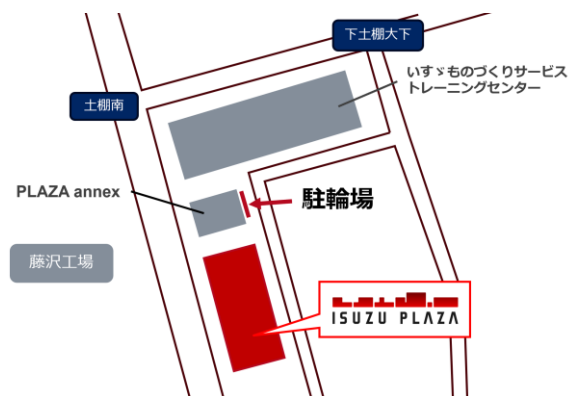 下土棚大下
いすゞものづくりサービス
トレーニングセンター
土棚南
PLAZA annex
駐輪場
藤沢工場
ISUZU PLAZA